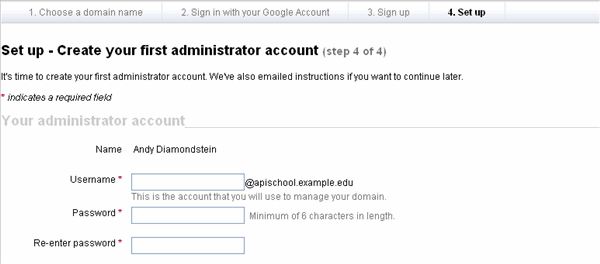 1. Choose a domain name 2. Sign in with your Google Account 3. Sign up 4. Set up
Set up - Create your first administrator account (step 4 of 4)
It's time to create your first administrator account. We've also emailed instructions if you want to continue later.
* indicates a required field
Your administrator account
Name Andy Diamondstein
Username * @apischool.example.edu
This is the account that you will use to manage your domain.
Password * Minimum of 6 characters in length.
Re-enter password *